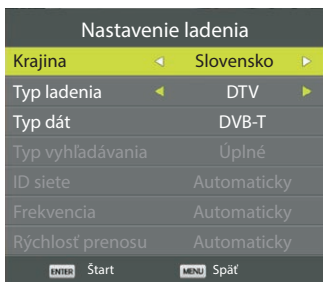 Nastavenie ladenia
Krajina Slovensko
Typ ladenia DTV
Typ dát DVB-T
Typ vyhľadávania Úplné
ID siete Automaticky
Frekvencia Automaticky
Rýchlosť prenosu Automaticky
ENTER Štart MENU Späť